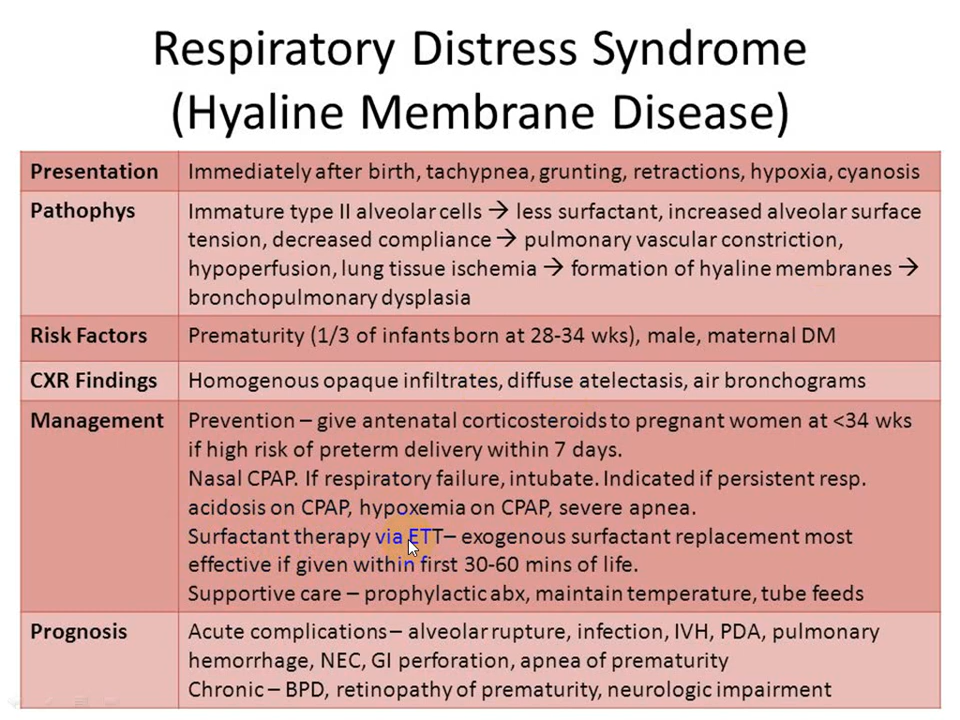 Respiratory Distress Syndrome
(Hyaline Membrane Disease)
Presentation Immediately after birth, tachypnea, grunting, retractions, hypoxia, cyanosis
Pathophys Immature type II alveolar cells → less surfactant, increased alveolar surface
tension, decreased compliance → pulmonary vascular constriction,
hypoperfusion, lung tissue ischemia → formation of hyaline membranes →
bronchopulmonary dysplasia
Risk Factors Prematurity (1/3 of infants born at 28-34 wks), male, maternal DM
CXR Findings Homogenous opaque infiltrates, diffuse atelectasis, air bronchograms
Management Prevention – give antenatal corticosteroids to pregnant women at <34 wks
if high risk of preterm delivery within 7 days.
Nasal CPAP. If respiratory failure, intubate. Indicated if persistent resp.
acidosis on CPAP, hypoxemia on CPAP, severe apnea.
Surfactant therapy via ETT– exogenous surfactant replacement most
effective if given within first 30-60 mins of life.
Supportive care – prophylactic abx, maintain temperature, tube feeds
Prognosis Acute complications – alveolar rupture, infection, IVH, PDA, pulmonary
hemorrhage, NEC, GI perforation, apnea of prematurity
Chronic – BPD, retinopathy of prematurity, neurologic impairment